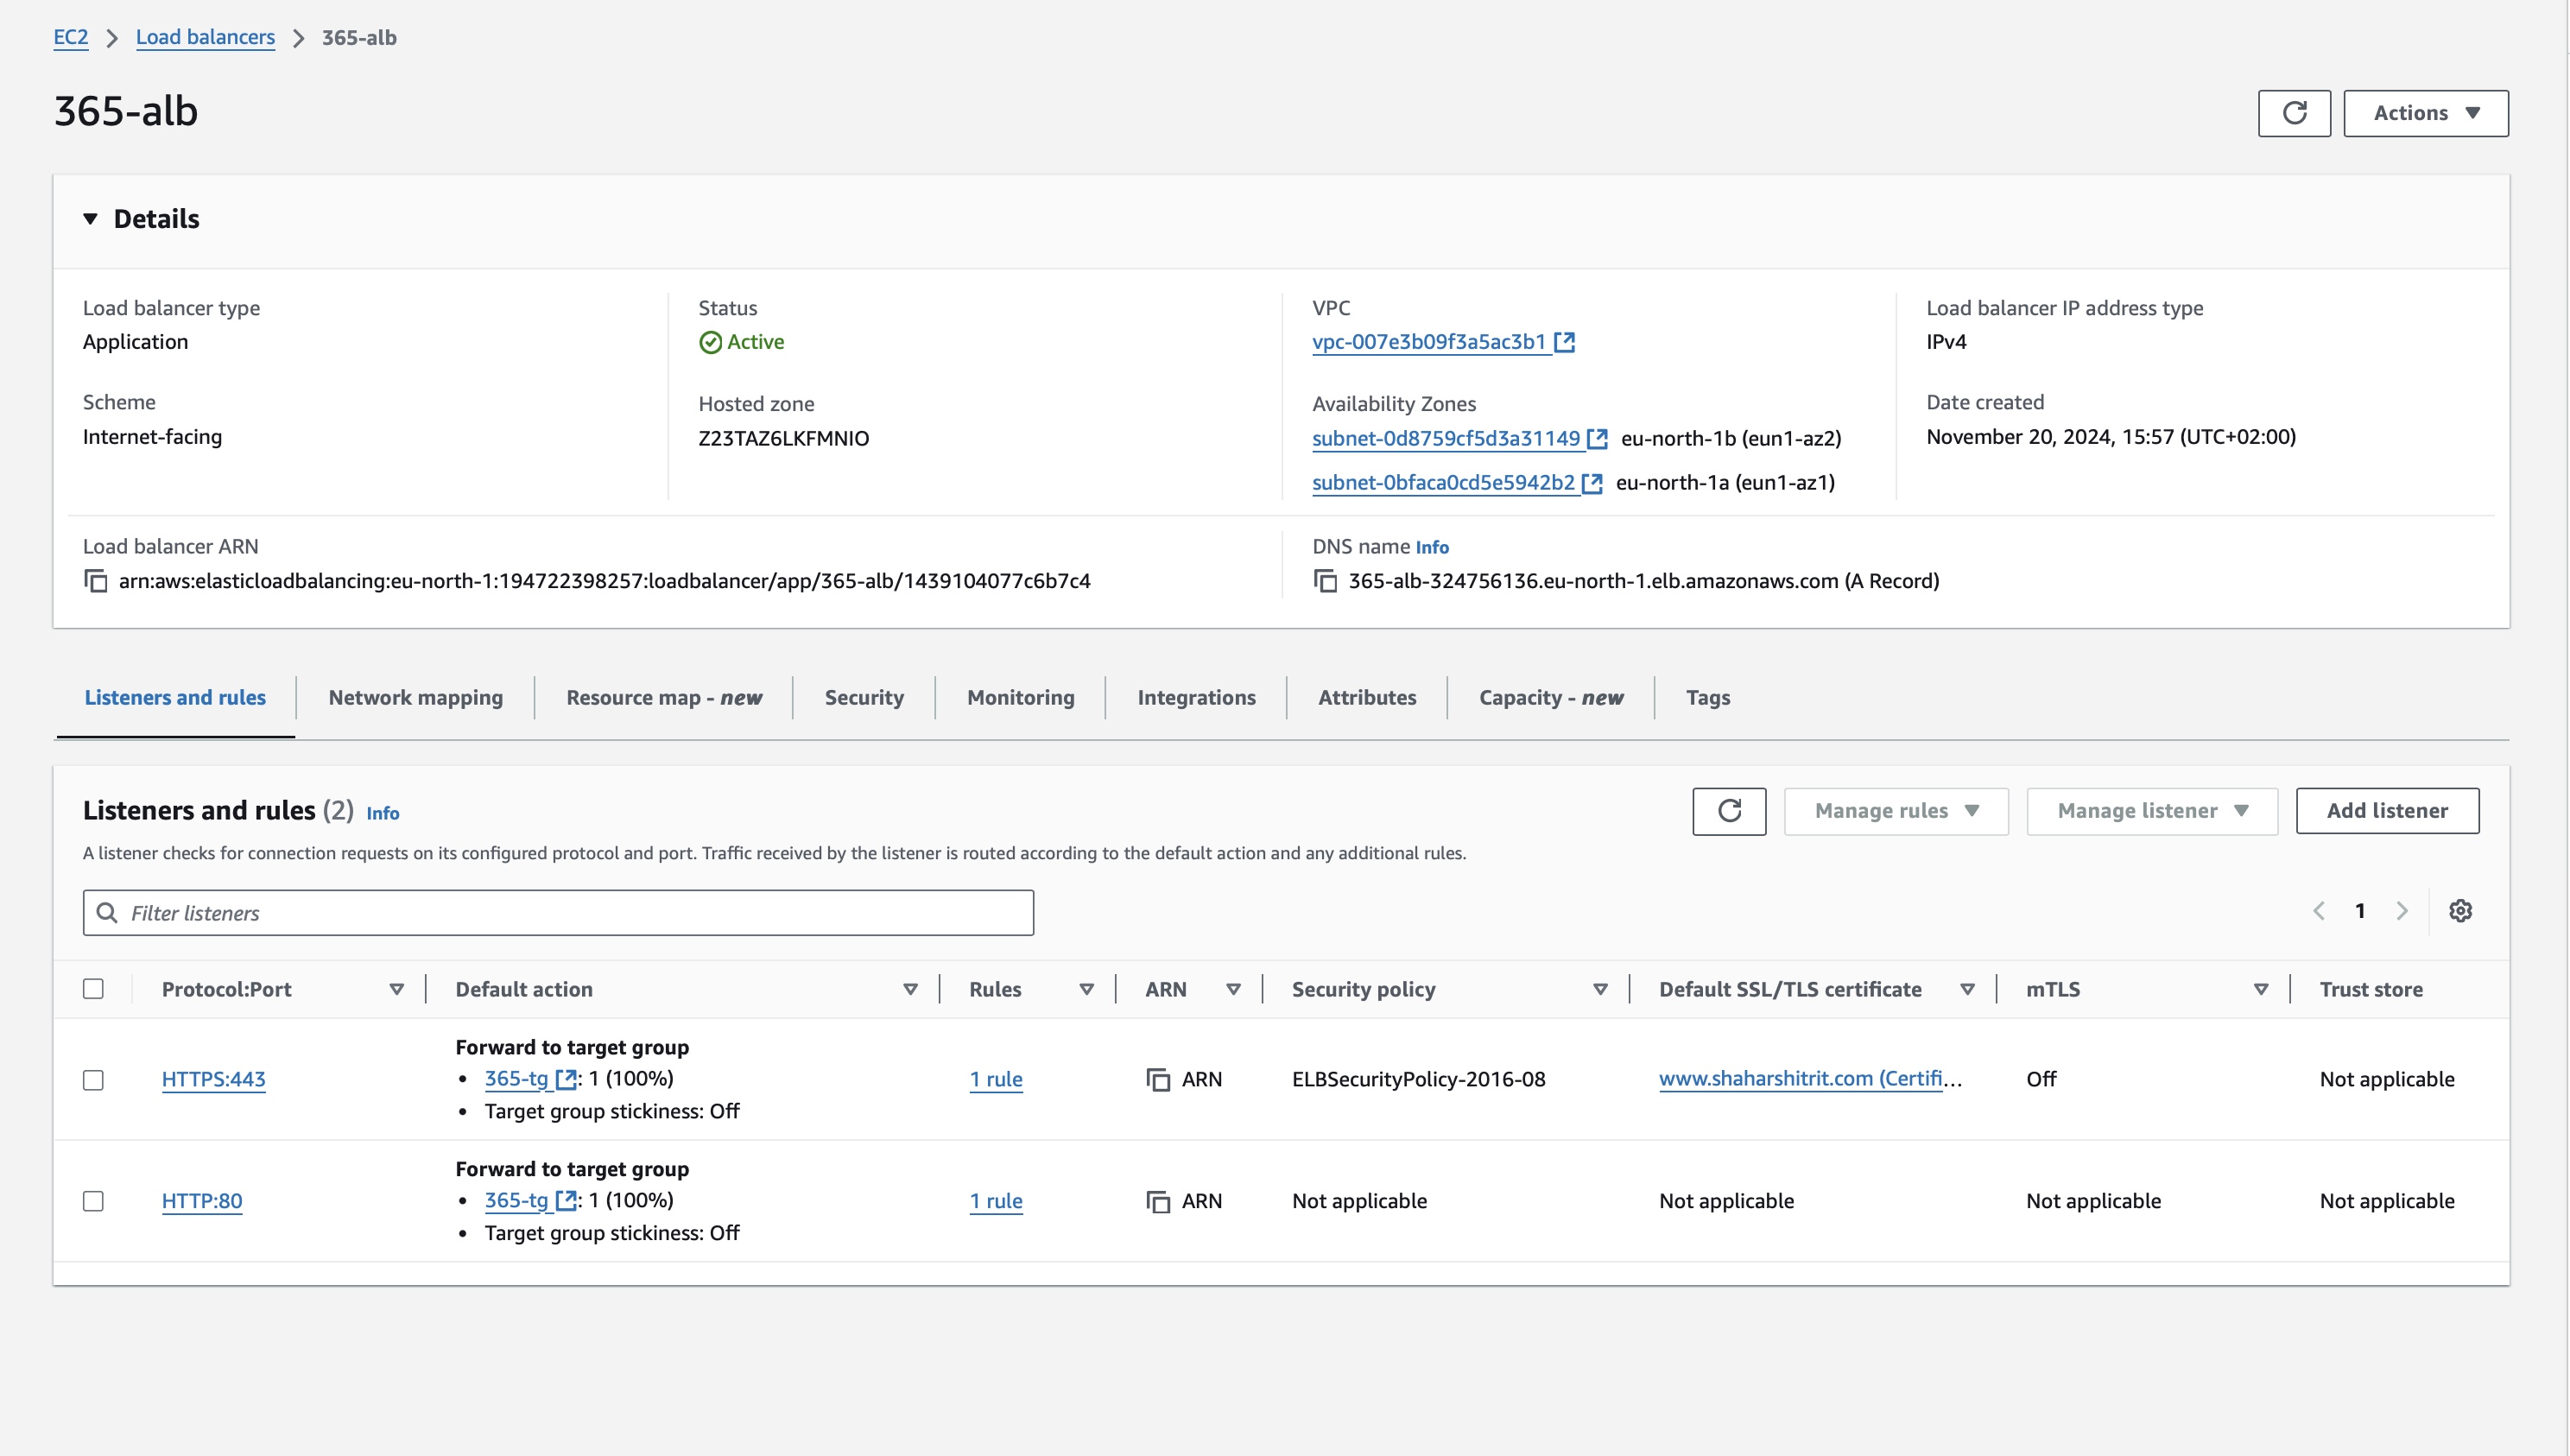 EC2 > Load balancers > 365-alb
365-alb
Actions
Details
Load balancer type
Application
Status
Active
VPC
vpc-007e3b09f3a5ac3b1
Load balancer IP address type
IPv4
Scheme
Internet-facing
Hosted zone
Z23TAZ6LKFMNIO
Availability Zones
subnet-0d8759cf5d3a31149 eu-north-1b (eun1-az2)
subnet-0bfaca0cd5e5942b2 eu-north-1a (eun1-az1)
Date created
November 20, 2024, 15:57 (UTC+02:00)
Load balancer ARN
arn:aws:elasticloadbalancing:eu-north-1:194722398257:loadbalancer/app/365-alb/1439104077c6b7c4
DNS name Info
365-alb-324756136.eu-north-1.elb.amazonaws.com (A Record)
Listeners and rules Network mapping Resource map - new Security Monitoring Integrations Attributes Capacity - new Tags
Listeners and rules (2) Info
Manage rules Manage listener Add listener
A listener checks for connection requests on its configured protocol and port. Traffic received by the listener is routed according to the default action and any additional rules.
Filter listeners
1
Protocol:Port Default action Rules ARN Security policy Default SSL/TLS certificate mTLS Trust store
Forward to target group
HTTPS:443 • 365-tg : 1 (100%) 1 rule ARN ELBSecurityPolicy-2016-08 www.shaharshitrit.com (Certifi... Off Not applicable
• Target group stickiness: Off
Forward to target group
HTTP:80 • 365-tg : 1 (100%) 1 rule ARN Not applicable Not applicable Not applicable Not applicable
• Target group stickiness: Off